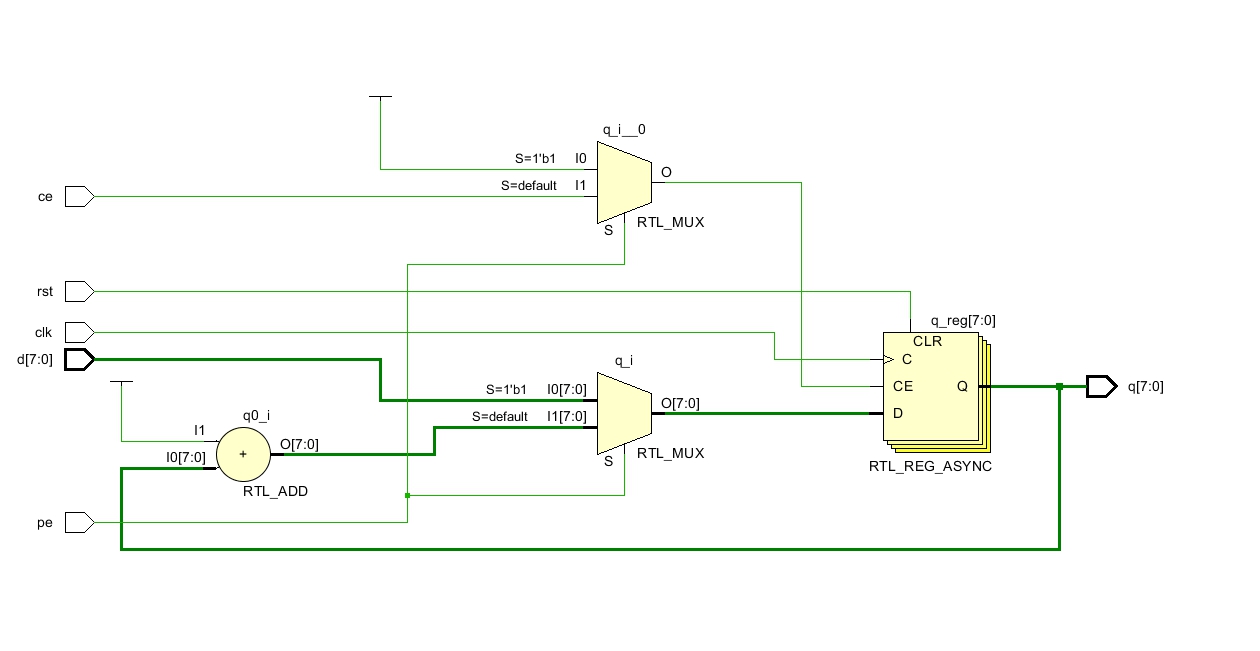 q_i__0
S=1'b1 I0
O
ce
S=default I1
S
RTL_MUX
rst
q_reg[7:0]
clk
CLR
d[7:0]
C
q_i
S=1'b1 I0[7:0]
CE
Q
q[7:0]
O[7:0]
q0_i
S=default I1[7:0]
D
I1
O[7:0]
+
I0[7:0]
S
RTL_MUX
RTL_REG_ASYNC
RTL_ADD
pe